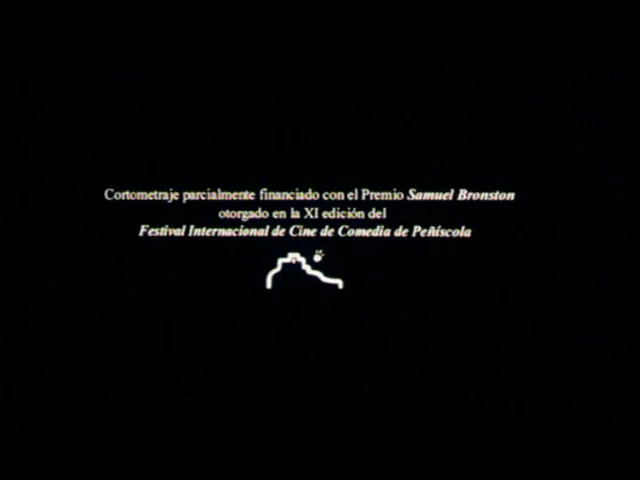 Cortometraje parcialmente financiado con el Premio Samuel Bronston
otorgado en la XI edición del
Festival Internacional de Cine de Comedia de Peñíscola